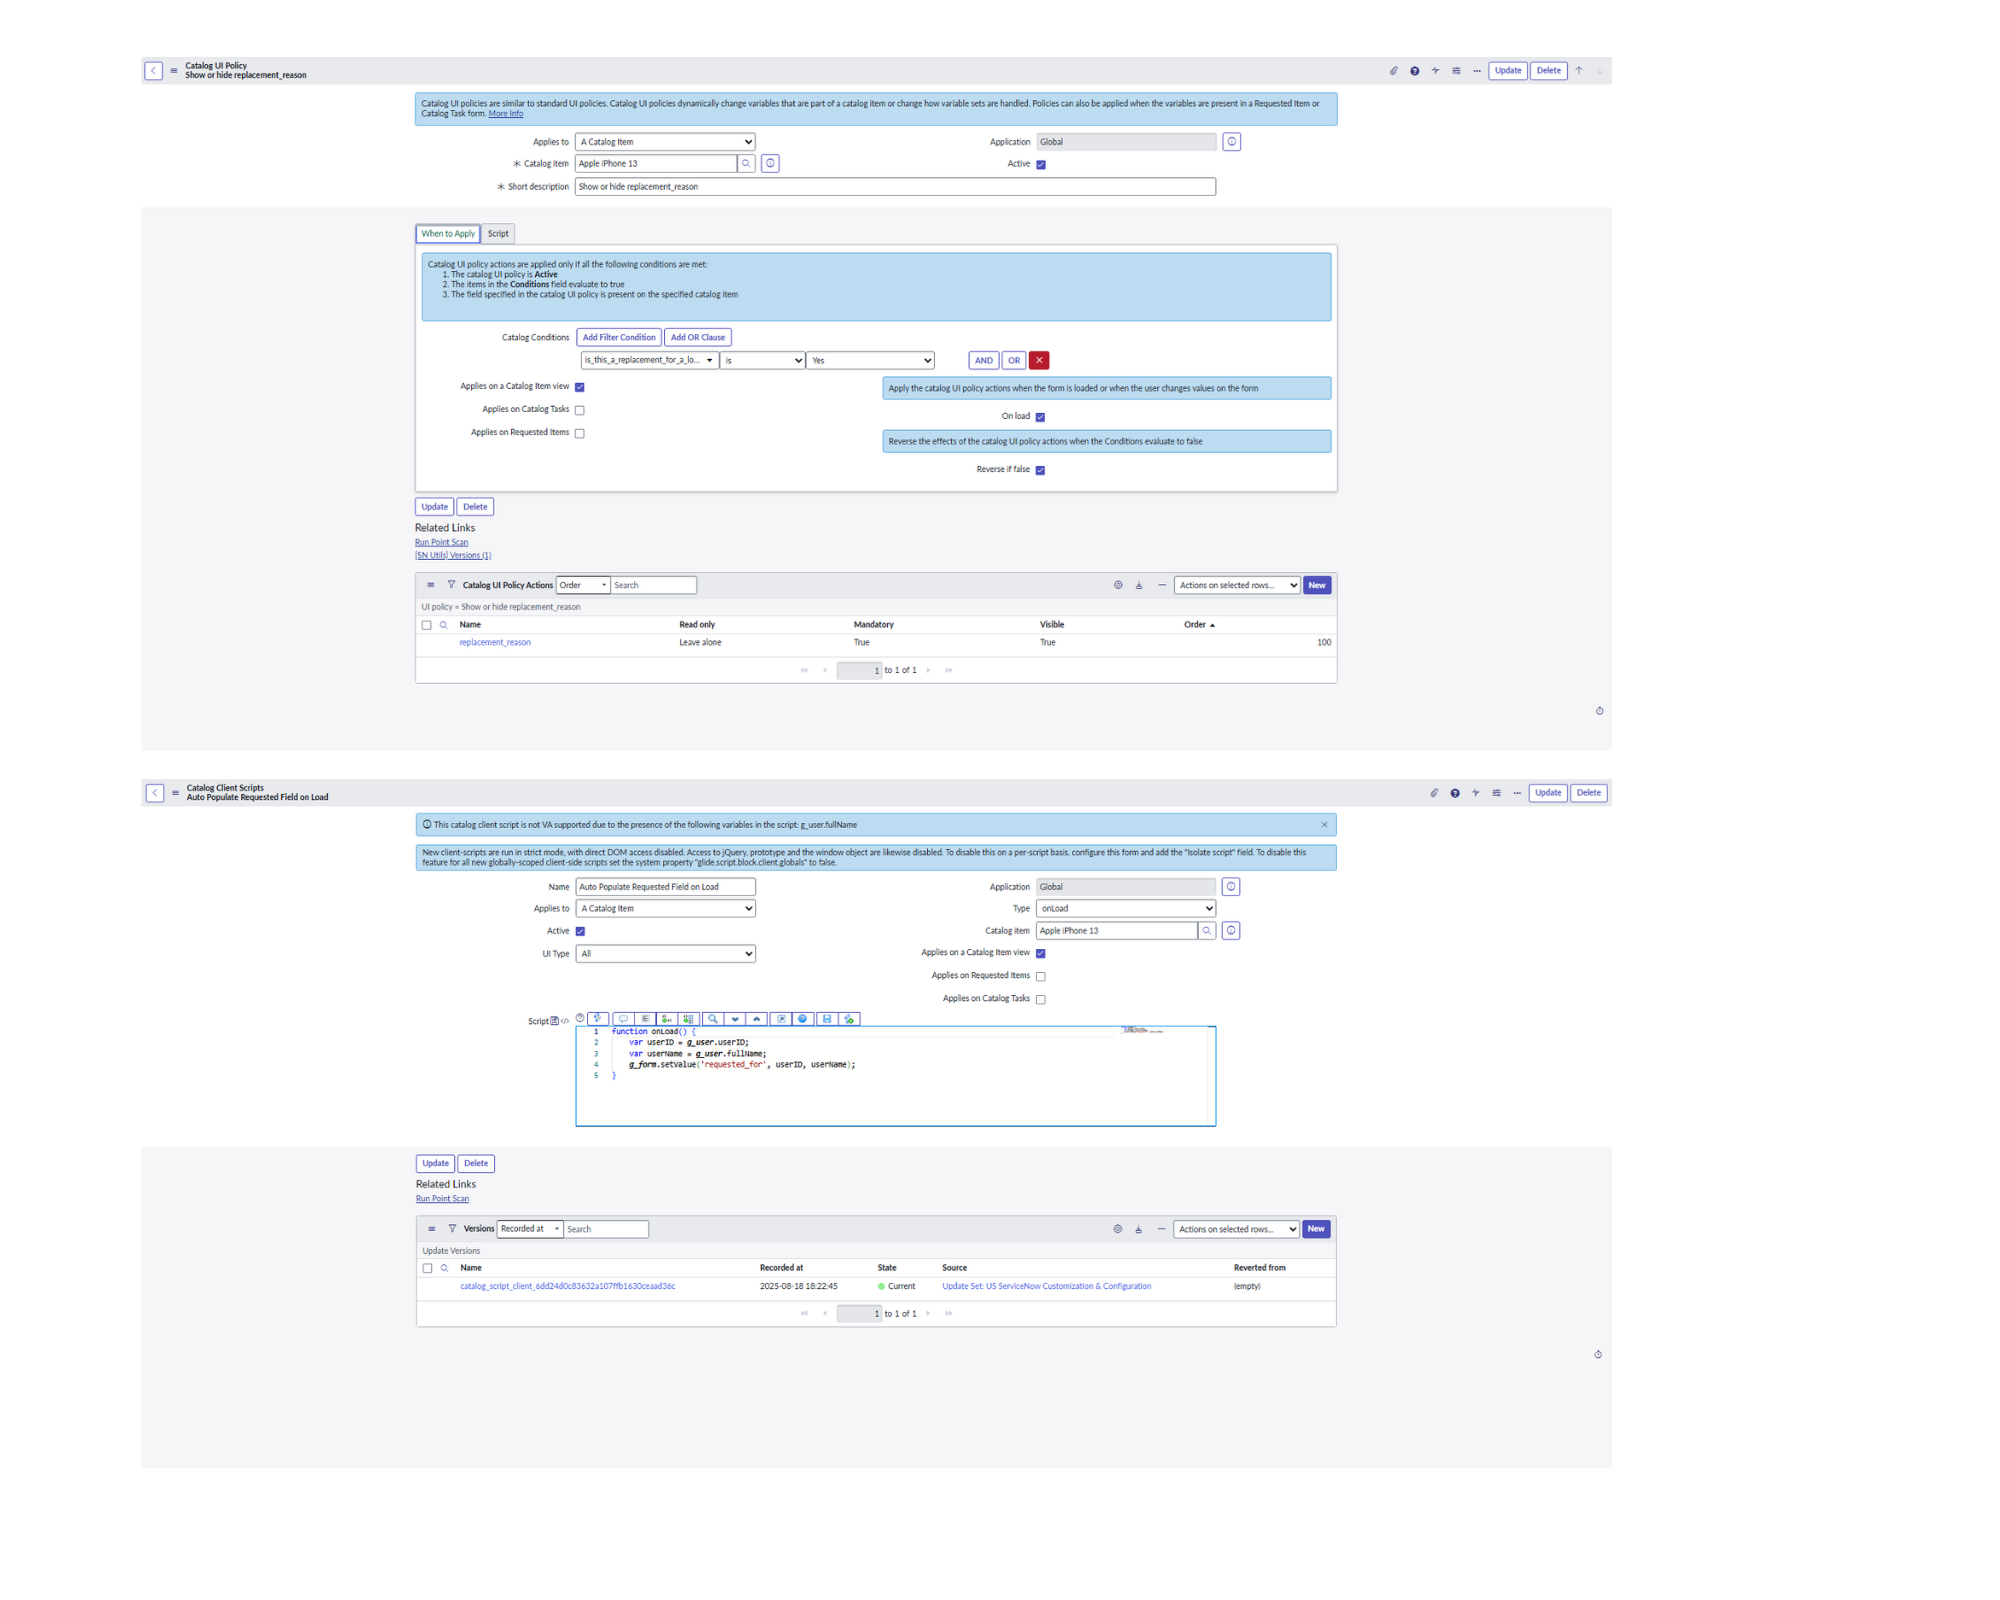 Catalog UI Policy
Show or hide replacement_reason
Update Delete
Catalog UI policies are similar to standard UI policies. Catalog UI policies dynamically change variables that are part of a catalog item or change how variable sets are handled. Policies can also be applied when the variables are present in a Requested Item or
Catalog Task form. More Info
Applies to A Catalog Item Application Global
Catalog item Apple iPhone 13 Active
Short description Show or hide replacement_reason
When to Apply Script
Catalog UI policy actions are applied only if all the following conditions are met:
1. The catalog UI policy is Active
2. The items in the Conditions field evaluate to true
3. The field specified in the catalog UI policy is present on the specified catalog item
Catalog Conditions Add Filter Condition Add OR Clause
is_this_a_replacement_for_a_lo... is Yes AND OR
Applies on a Catalog Item view Apply the catalog UI policy actions when the form is loaded or when the user changes values on the form
Applies on Catalog Tasks On load
Applies on Requested Items Reverse the effects of the catalog UI policy actions when the Conditions evaluate to false
Reverse if false
Update Delete
Related Links
Run Point Scan
[SN Utils] Versions (1)
Catalog UI Policy Actions Order Search Actions on selected rows... New
UI policy = Show or hide replacement_reason
Name Read only Mandatory Visible Order
replacement_reason Leave alone True True 100
1 to 1 of 1
Catalog Client Scripts
Auto Populate Requested Field on Load
Update Delete
This catalog client script is not VA supported due to the presence of the following variables in the script: g_user.fullName
New client-scripts are run in strict mode, with direct DOM access disabled. Access to jQuery, prototype and the window object are likewise disabled. To disable this on a per-script basis, configure this form and add the "Isolate script" field. To disable this
feature for all new globally-scoped client-side scripts set the system property "glide.script.block.client.globals" to false.
Name Auto Populate Requested Field on Load Application Global
Applies to A Catalog Item Type onLoad
Active Catalog item Apple iPhone 13
UI Type All Applies on a Catalog Item view
Applies on Requested Items
Applies on Catalog Tasks
Script
1 function onLoad() {
2 var userID = g_user.userID;
3 var userName = g_user.fullName;
4 g_form.setValue('requested_for', userID, userName);
5 }
Update Delete
Related Links
Run Point Scan
Versions Recorded at Search Actions on selected rows... New
Update Versions
Name Recorded at State Source Reverted from
catalog_script_client_6dd24d0c83632a107ffb1630ceaad36c 2025-08-18 18:22:45 Current Update Set: US ServiceNow Customization & Configuration (empty)
1 to 1 of 1